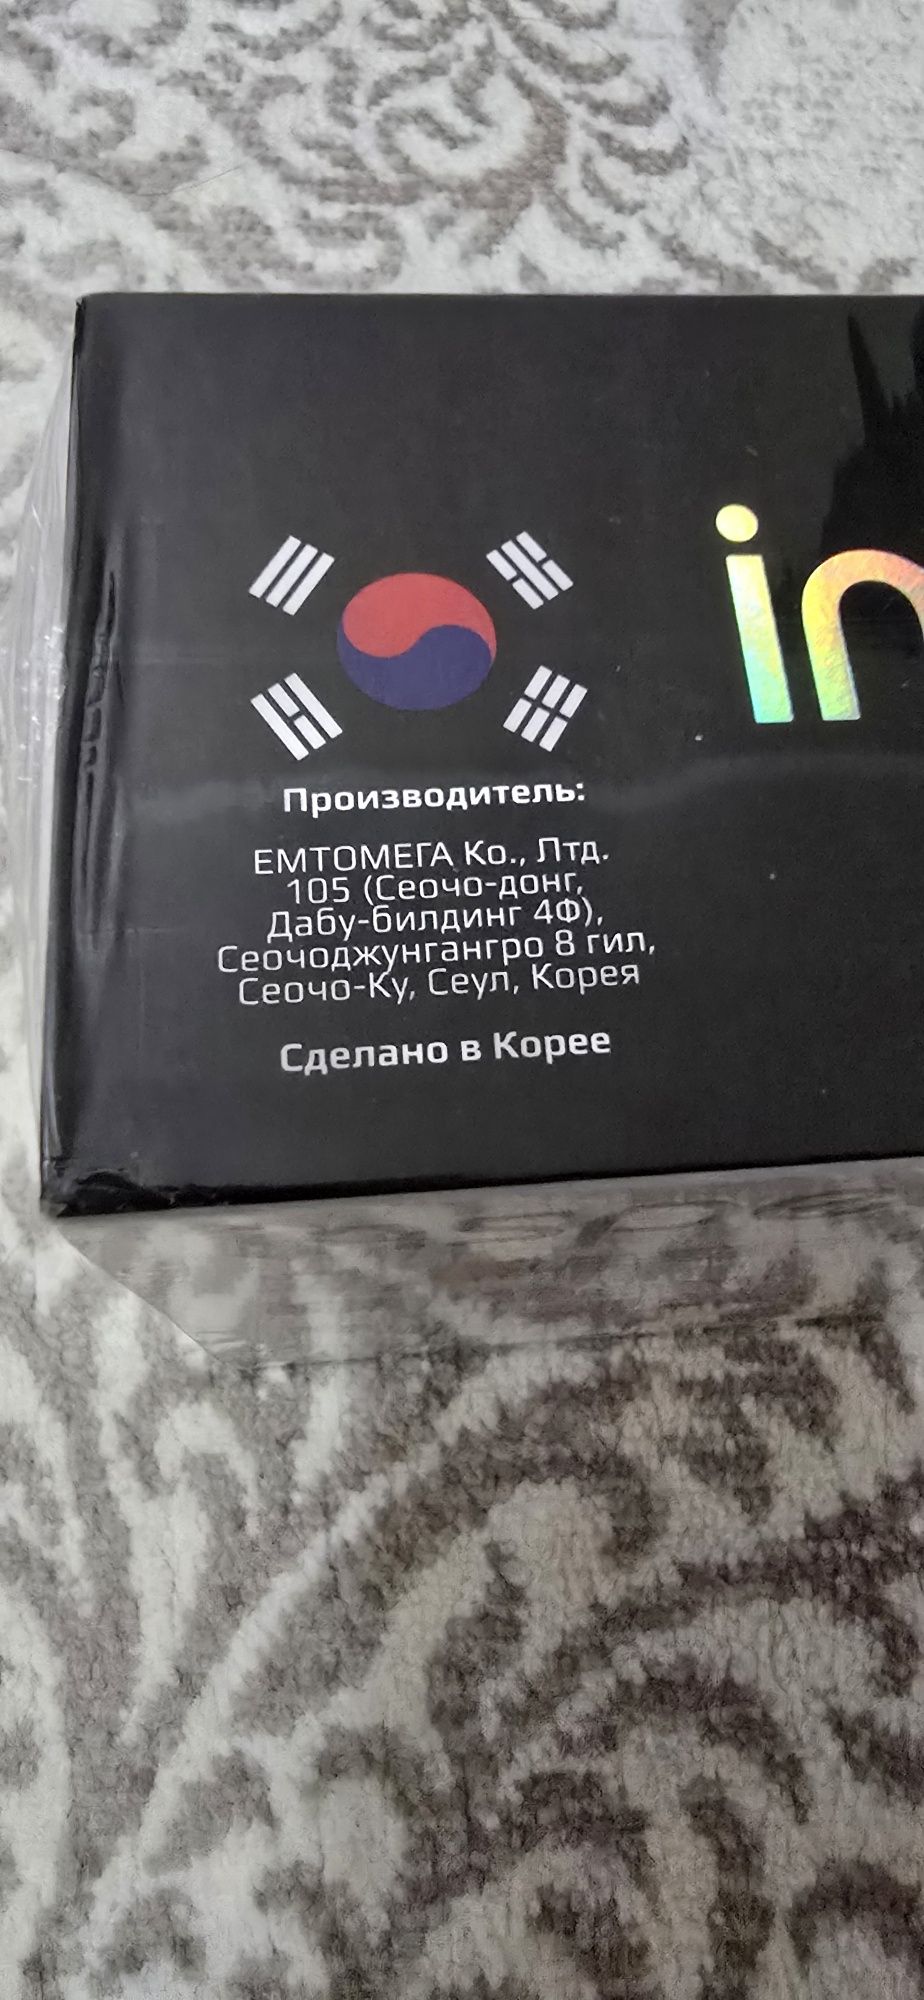 in
Производитель:
ЕМТОМЕГА Ко., Лтд.
105 (Сеочо-донг,
Дабу-билдинг 4Ф),
Сеочоджунгангро 8 гил,
Сеочо-Ку, Сеул, Корея
Сделано в Корее